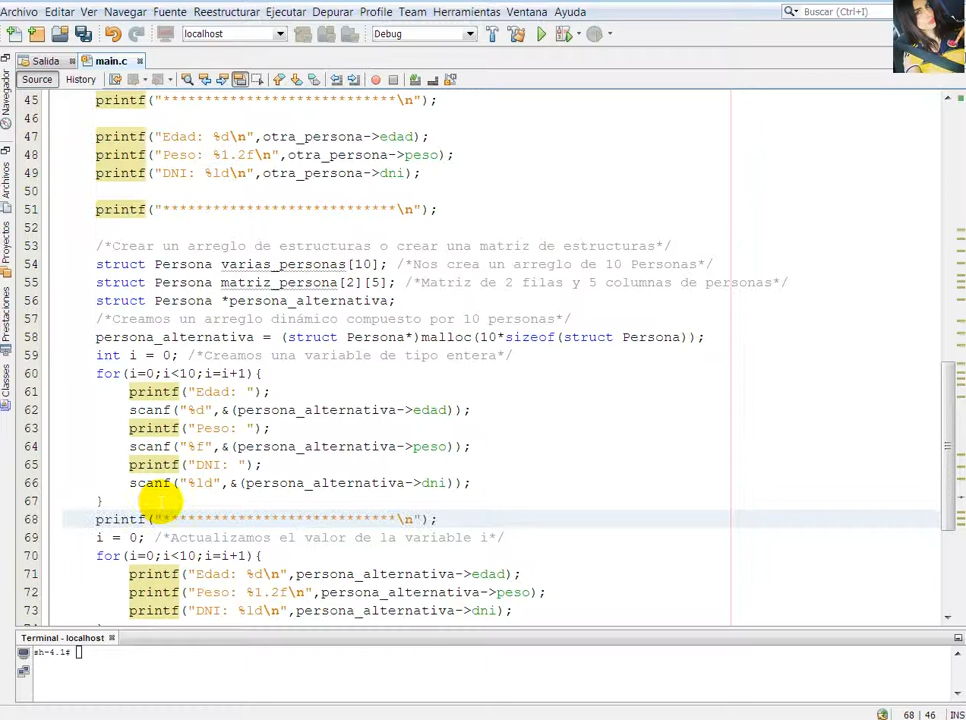 Archivo Editar Ver Navegar Fuente Reestructurar Ejecutar Depurar Profile Team Herramientas Ventana Ayuda
Buscar (Ctrl+I)
localhost
Debug
Salida main.c
Source History
Navegador
Archivos
Proyectos
Prestaciones
Classes
45 printf("****************************\n");
46
47 printf("Edad: %d\n",otra_persona->edad);
48 printf("Peso: %1.2f\n",otra_persona->peso);
49 printf("DNI: %ld\n",otra_persona->dni);
50
51 printf("****************************\n");
52
53 /*Crear un arreglo de estructuras o crear una matriz de estructuras*/
54 struct Persona varias_personas[10]; /*Nos crea un arreglo de 10 Personas*/
55 struct Persona matriz_persona[2][5]; /*Matriz de 2 filas y 5 columnas de personas*/
56 struct Persona *persona_alternativa;
57 /*Creamos un arreglo dinámico compuesto por 10 personas*/
58 persona_alternativa = (struct Persona*)malloc(10*sizeof(struct Persona));
59 int i = 0; /*Creamos una variable de tipo entera*/
60 for(i=0;i<10;i=i+1){
61 printf("Edad: ");
62 scanf("%d",&(persona_alternativa->edad));
63 printf("Peso: ");
64 scanf("%f",&(persona_alternativa->peso));
65 printf("DNI: ");
66 scanf("%ld",&(persona_alternativa->dni));
67 }
68 printf("****************************\n");
69 i = 0; /*Actualizamos el valor de la variable i*/
70 for(i=0;i<10;i=i+1){
71 printf("Edad: %d\n",persona_alternativa->edad);
72 printf("Peso: %1.2f\n",persona_alternativa->peso);
73 printf("DNI: %ld\n",persona_alternativa->dni);
Terminal - localhost
sh-4.1#
68 | 46 INS